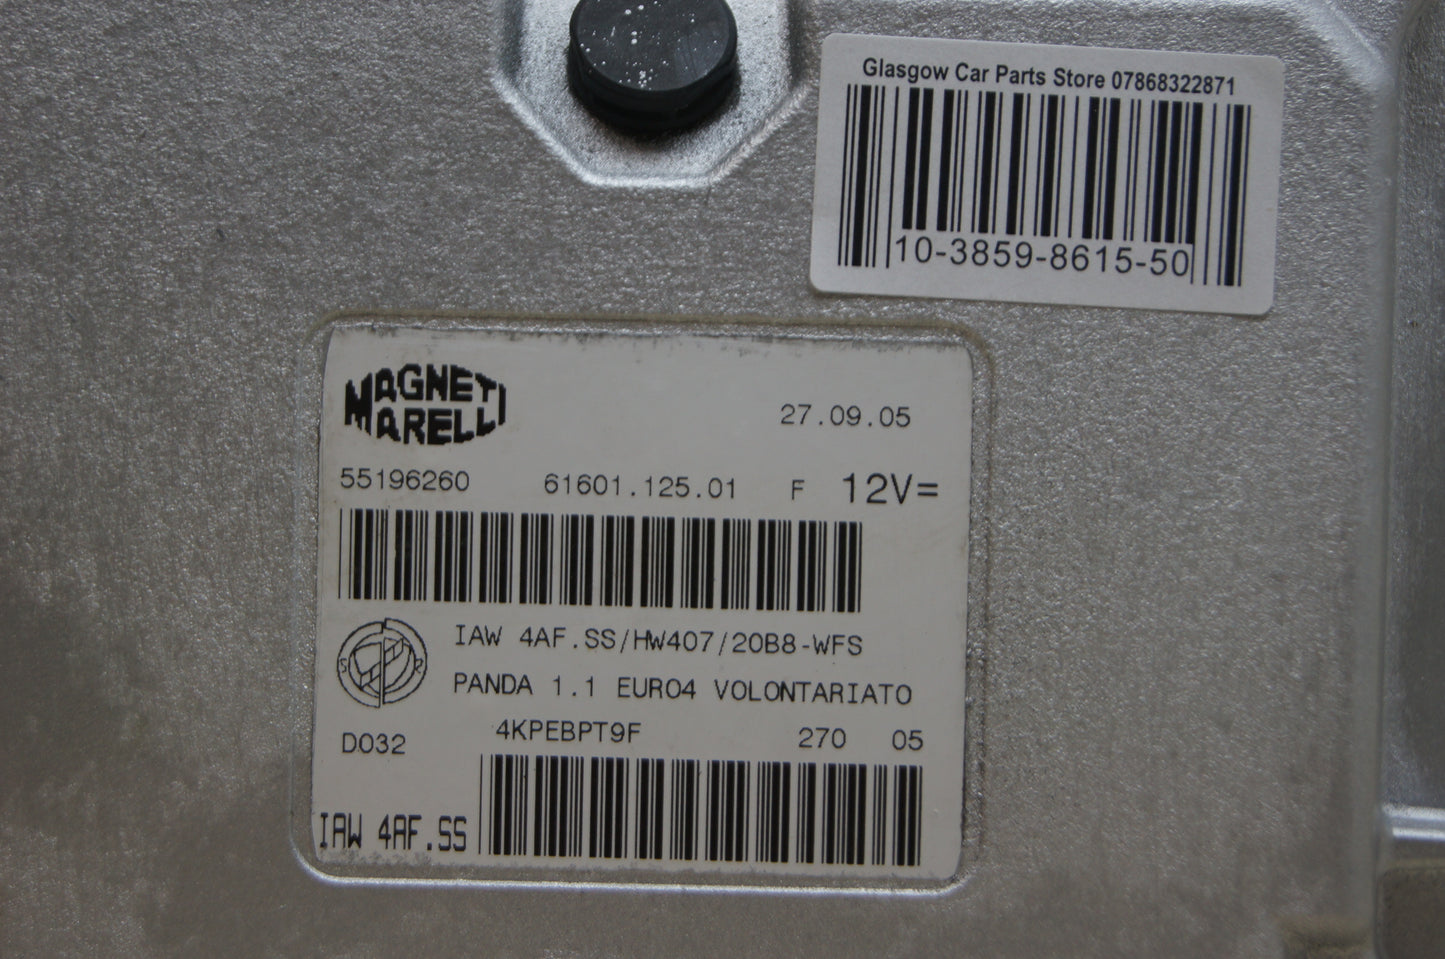 Glasgow Car Parts Store 07868322871
10-3859-8615-50
MAGNETI
MARELLI
27.09.05
55196260 61601.125.01 F 12V=
IAW 4AF.SS/HW407/20B8-WFS
PANDA 1.1 EURO4 VOLONTARIATO
D032 4KPEBPT9F 270 05
IAW 4AF.SS